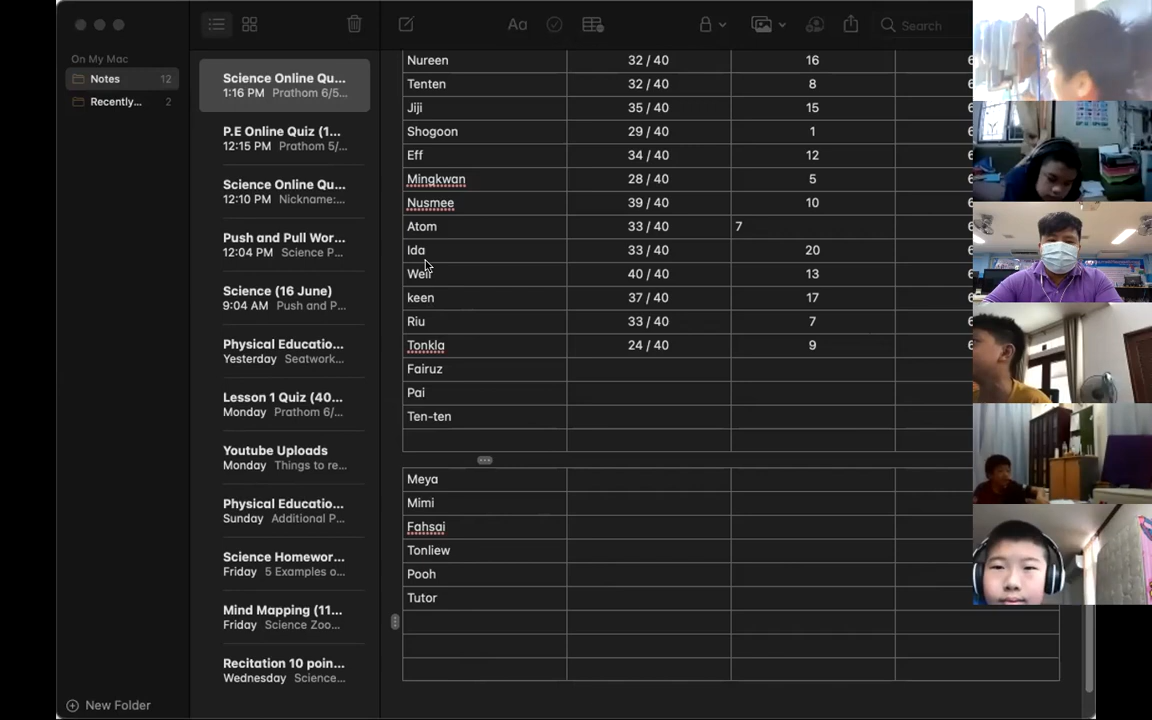 Search
On My Mac
Notes 12
Recently... 2
New Folder
Science Online Qu...
1:16 PM Prathom 6/5...
P.E Online Quiz (1...
12:15 PM Prathom 5/...
Science Online Qu...
12:10 PM Nickname:...
Push and Pull Wor...
12:04 PM Science P...
Science (16 June)
9:04 AM Push and P...
Physical Educatio...
Yesterday Seatwork...
Lesson 1 Quiz (40...
Monday Prathom 6/...
Youtube Uploads
Monday Things to re...
Physical Educatio...
Sunday Additional P...
Science Homewor...
Friday 5 Examples o...
Mind Mapping (11...
Friday Science Zoo...
Recitation 10 poin...
Wednesday Science...
Aa
Nureen 32 / 40 16
Tenten 32 / 40 8
Jiji 35 / 40 15
Shogoon 29 / 40 1
Eff 34 / 40 12
Mingkwan 28 / 40 5
Nusmee 39 / 40 10
Atom 33 / 40 7
Ida 33 / 40 20
Weir 40 / 40 13
keen 37 / 40 17
Riu 33 / 40 7
Tonkla 24 / 40 9
Fairuz
Pai
Ten-ten
Meya
Mimi
Fahsai
Tonliew
Pooh
Tutor